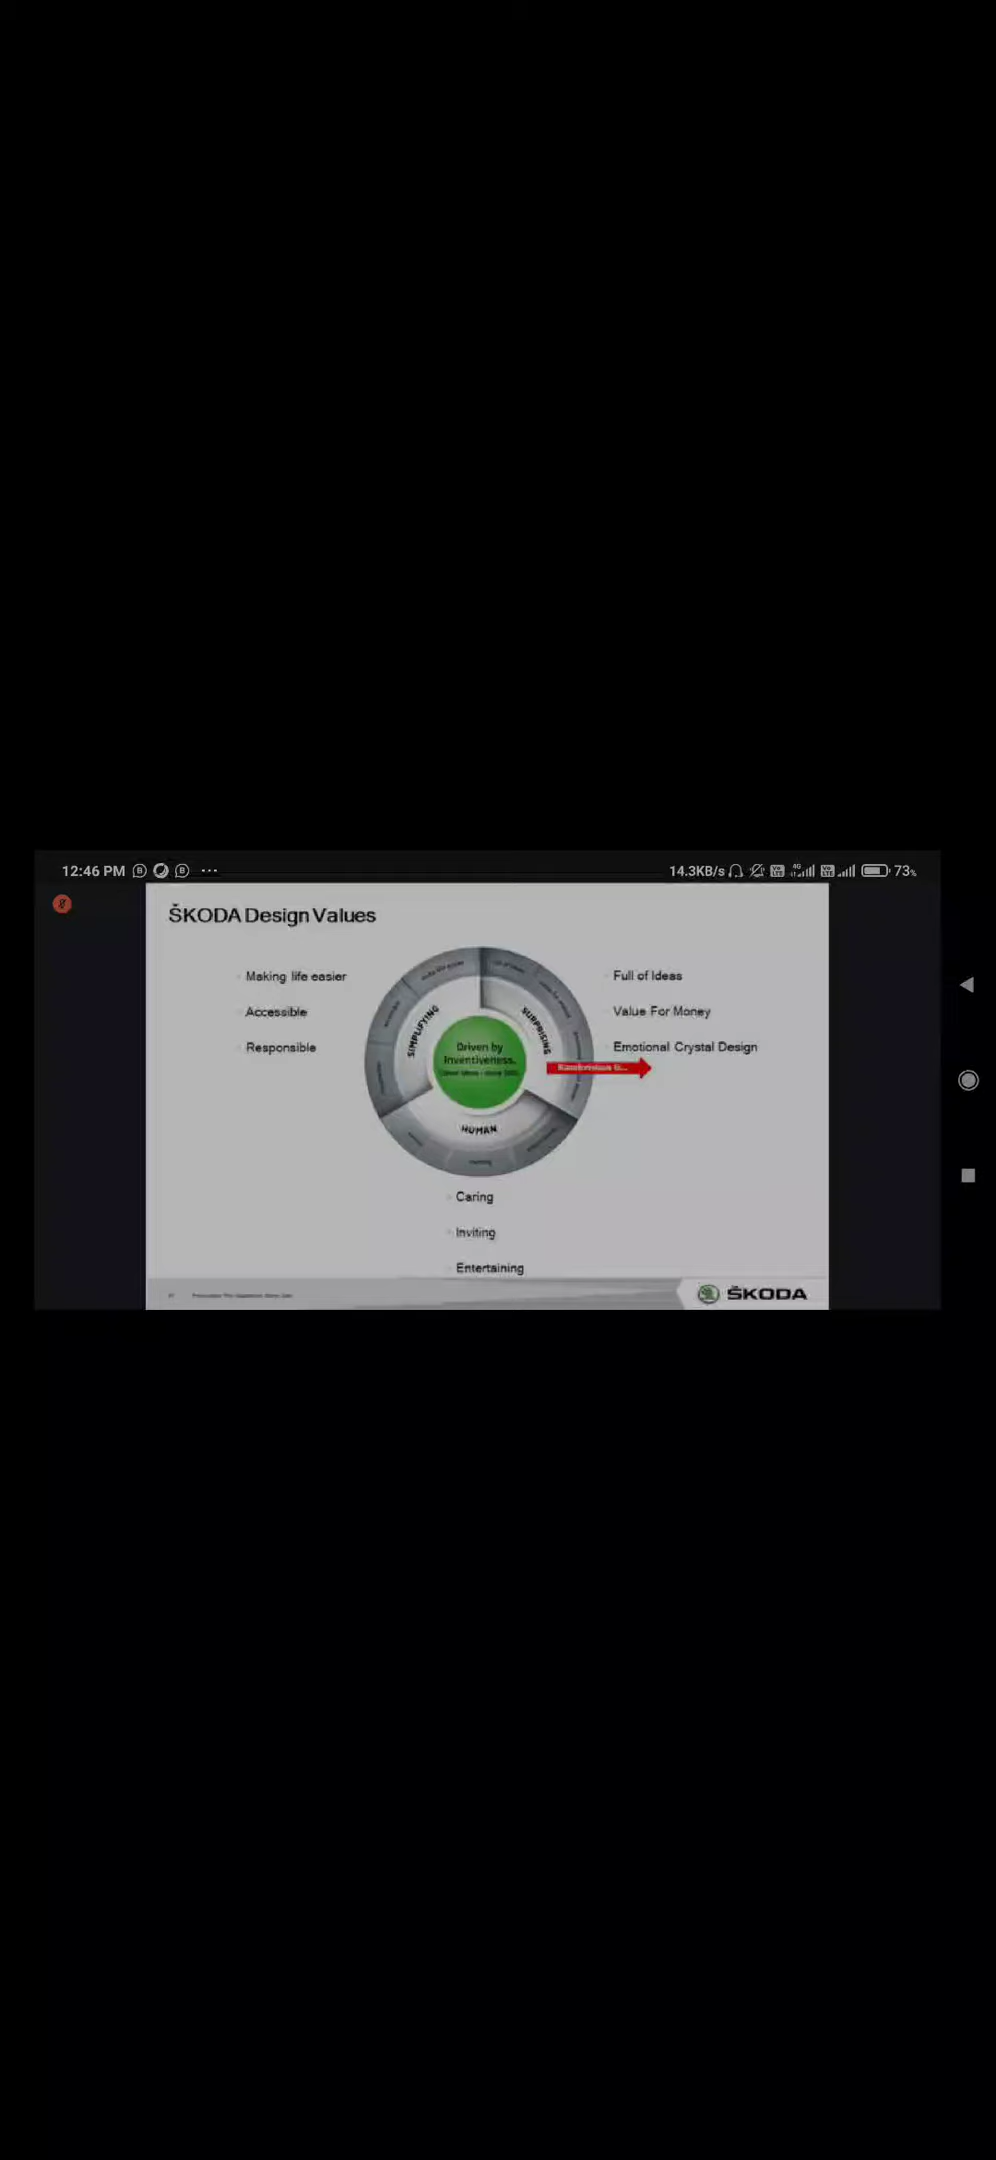 12:46 PM
14.3KB/s 4G 73%
ŠKODA Design Values
Making life easier
Accessible
Responsible
SIMPLIFYING
SURPRISING
HUMAN
Driven by
Inventiveness.
Full of Ideas
Value For Money
Emotional Crystal Design
Caring
Inviting
Entertaining
ŠKODA